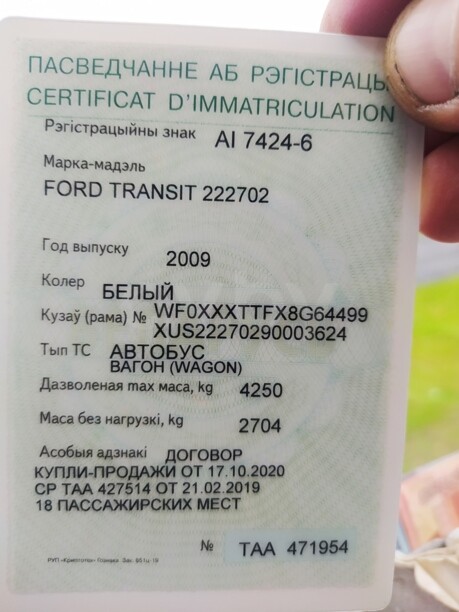 ПАСВЕДЧАННЕ АБ РЭГІСТРАЦЫ
CERTIFICAT D'IMMATRICULATION
Рэгістрацыйны знак AI 7424-6
Марка-мадэль
FORD TRANSIT 222702
Год выпуску 2009
Колер БЕЛЫЙ
Кузаў (рама) № WF0XXXTTFX8G64499
XUS22270290003624
Тып ТС АВТОБУС
ВАГОН (WAGON)
Дазволеная max маса, kg 4250
Маса без нагрузкі, kg 2704
Асобыя адзнакі ДОГОВОР
КУПЛИ-ПРОДАЖИ ОТ 17.10.2020
СР ТАА 427514 ОТ 21.02.2019
18 ПАССАЖИРСКИХ МЕСТ
№ ТАА 471954